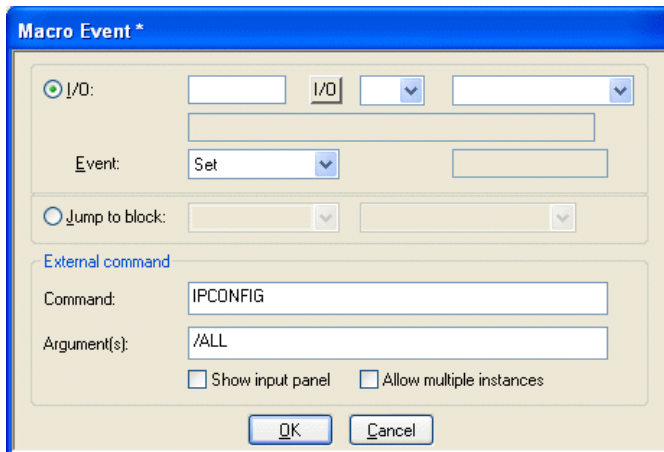 Macro Event *
I/O: I/O
Event: Set
Jump to block:
External command
Command: IPCONFIG
Argument(s): /ALL
Show input panel Allow multiple instances
OK Cancel